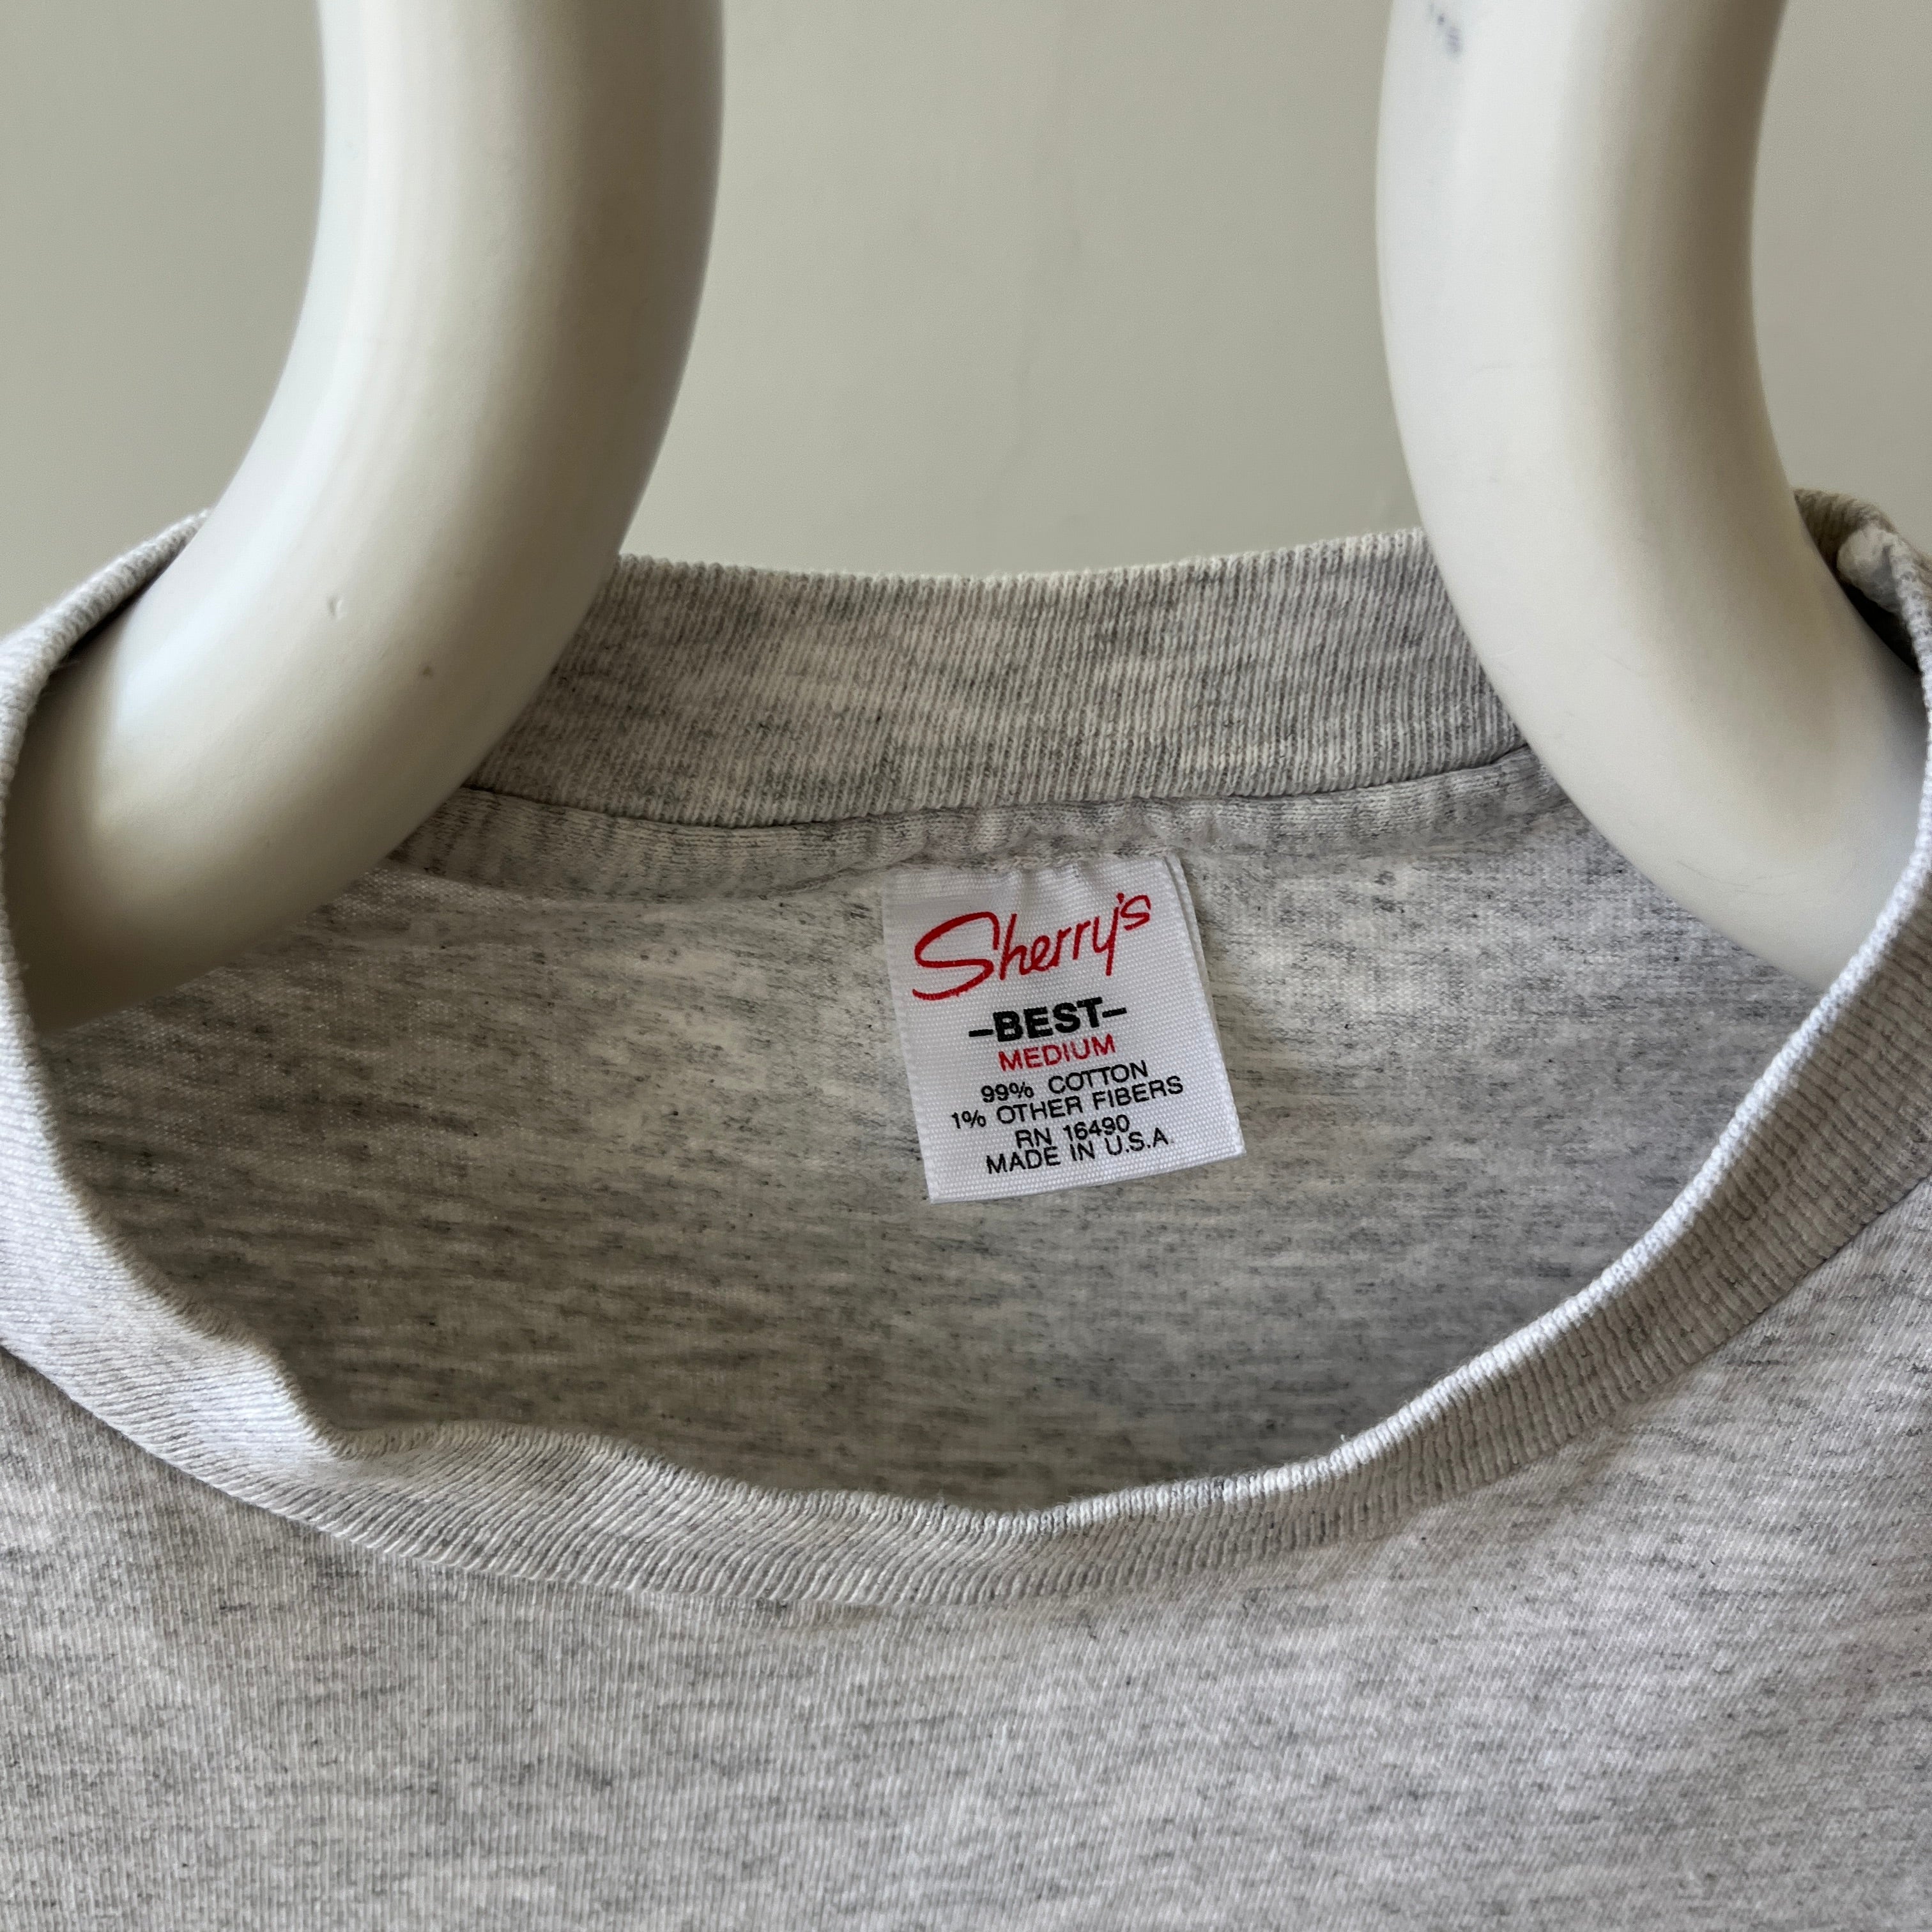 Sherry's
-BEST-
MEDIUM
99% COTTON
1% OTHER FIBERS
RN 16490
MADE IN U.S.A